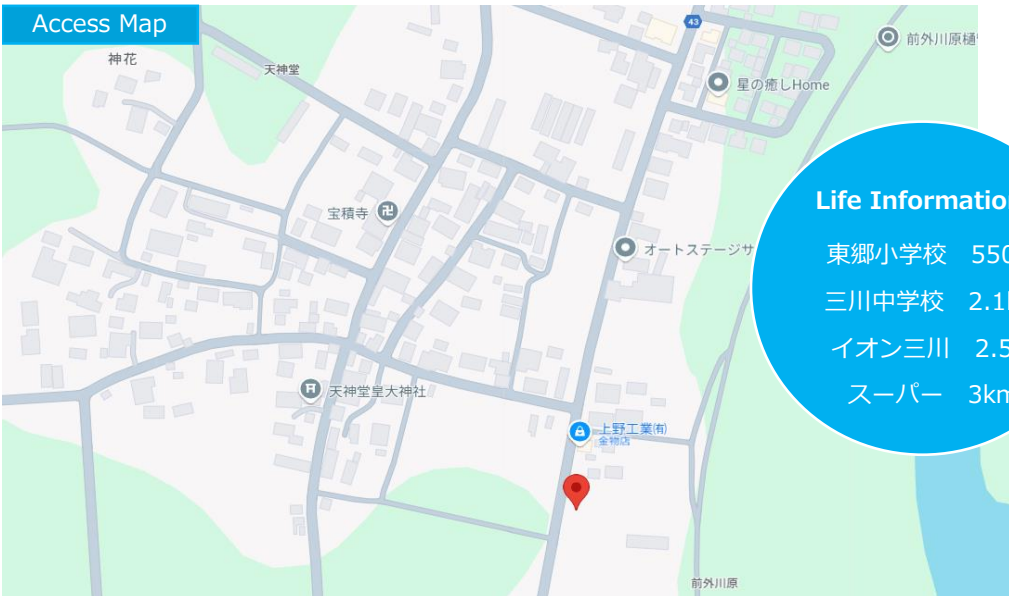 Access Map
神花
天神堂
43
前外川原樋
星の癒しHome
宝積寺
オートステージサ
Life Information
東郷小学校 550
三川中学校 2.1
イオン三川 2.5
スーパー 3km
天神堂皇大神社
上野工業㈲
金物店
前外川原